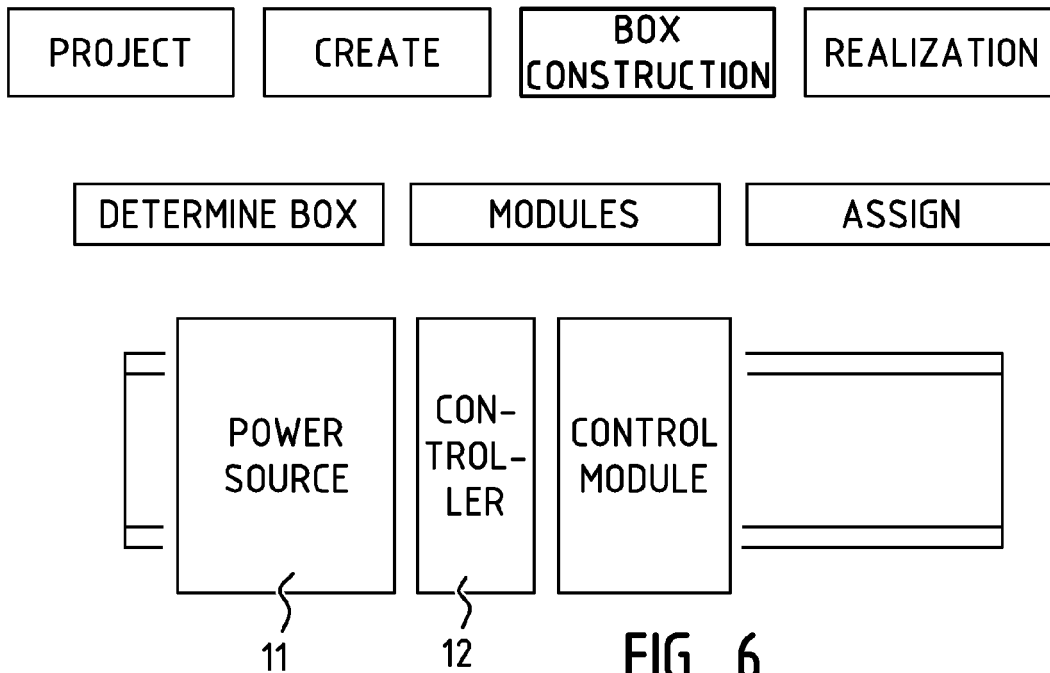 PROJECT
CREATE
BOX
CONSTRUCTION
REALIZATION
DETERMINE BOX
MODULES
ASSIGN
POWER
SOURCE
CON-
TROL-
LER
CONTROL
MODULE
11
12
FIG 6